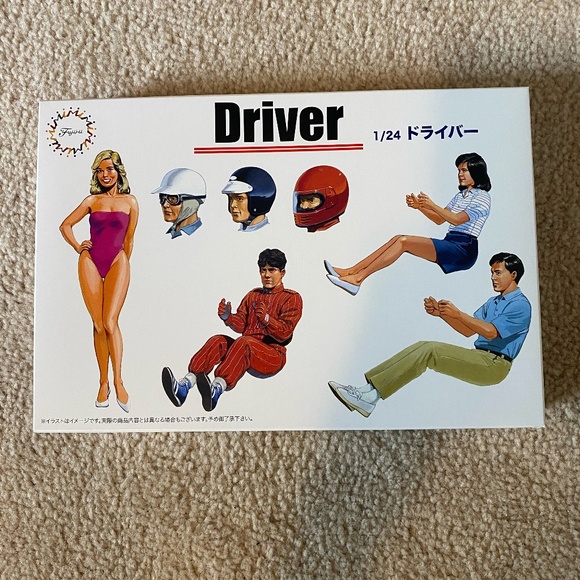 Fujimi
Driver
1/24 ドライバー
※イラストはイメージです。実際の商品内容とは異なる場合もございます。予め御了承下さい。